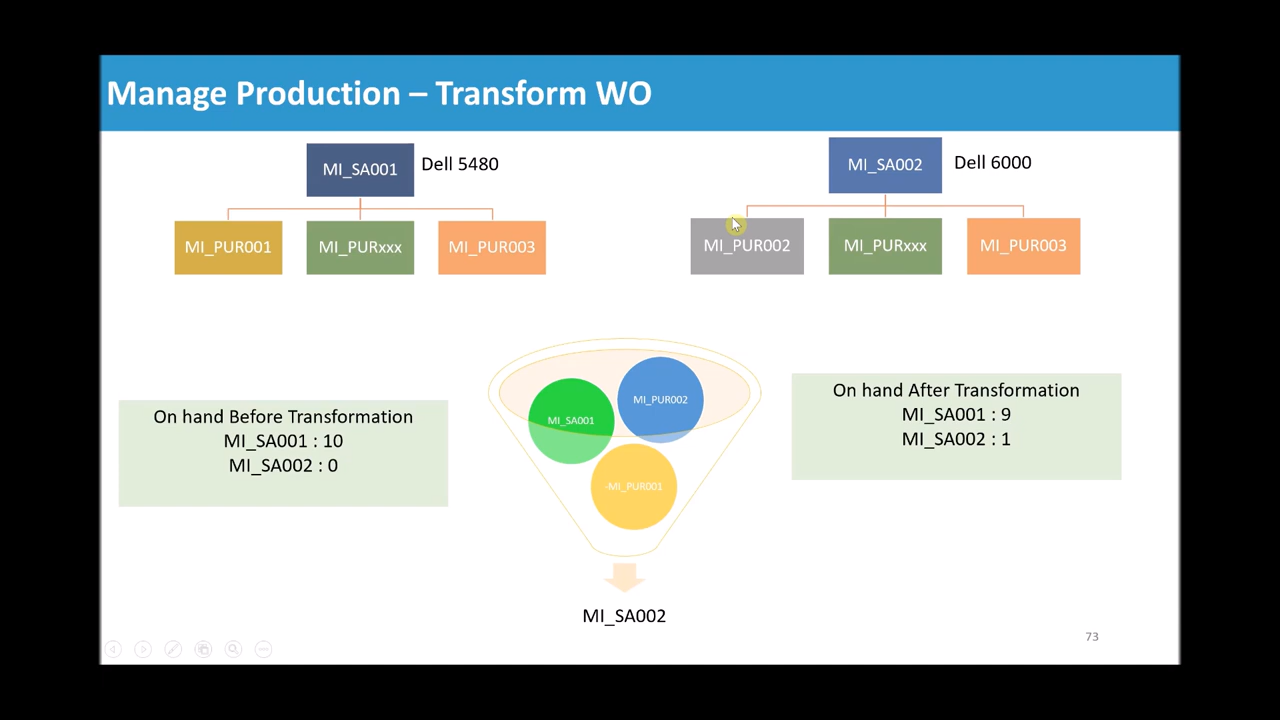 Manage Production – Transform WO
MI_SA001
Dell 5480
MI_SA002
Dell 6000
MI_PUR001
MI_PURxxx
MI_PUR003
MI_PUR002
MI_PURxxx
MI_PUR003
On hand Before Transformation
MI_SA001 : 10
MI_SA002 : 0
MI_SA001
MI_PUR002
-MI_PUR001
MI_SA002
On hand After Transformation
MI_SA001 : 9
MI_SA002 : 1
73